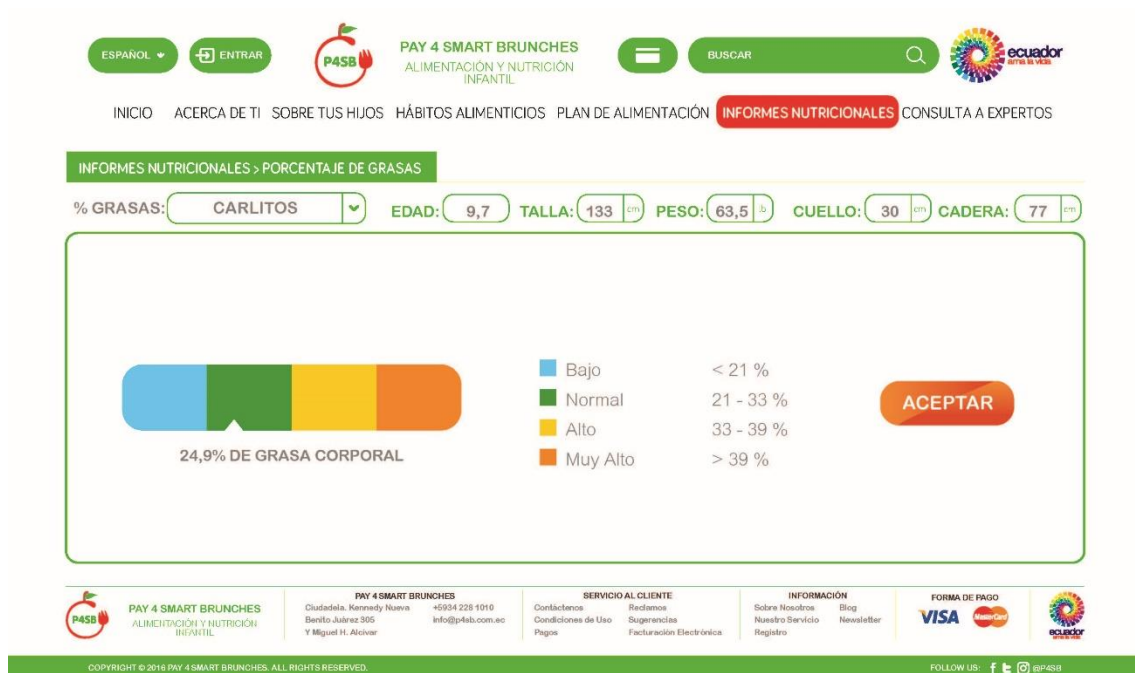 ESPAÑOL
ENTRAR
P4SB
PAY 4 SMART BRUNCHES
ALIMENTACIÓN Y NUTRICIÓN
INFANTIL
BUSCAR
ecuador
ama la vida
INICIO ACERCA DE TI SOBRE TUS HIJOS HÁBITOS ALIMENTICIOS PLAN DE ALIMENTACIÓN INFORMES NUTRICIONALES CONSULTA A EXPERTOS
INFORMES NUTRICIONALES > PORCENTAJE DE GRASAS
% GRASAS: CARLITOS EDAD: 9,7 TALLA: 133 cm PESO: 63,5 lb CUELLO: 30 cm CADERA: 77 cm
Bajo < 21 %
Normal 21 - 33 %
Alto 33 - 39 %
Muy Alto > 39 %
24,9% DE GRASA CORPORAL
ACEPTAR
P4SB
PAY 4 SMART BRUNCHES
ALIMENTACIÓN Y NUTRICIÓN
INFANTIL
PAY 4 SMART BRUNCHES
Ciudadela. Kennedy Nueva +5934 228 1010
Benito Juárez 305 info@p4sb.com.ec
Y Miguel H. Alcivar
SERVICIO AL CLIENTE
Contáctenos Reclamos
Condiciones de Uso Sugerencias
Pagos Facturación Electrónica
INFORMACIÓN
Sobre Nosotros Blog
Nuestro Servicio Newsletter
Registro
FORMA DE PAGO
VISA MasterCard
ecuador
ama la vida
COPYRIGHT © 2016 PAY 4 SMART BRUNCHES. ALL RIGHTS RESERVED.
FOLLOW US: @P4SB